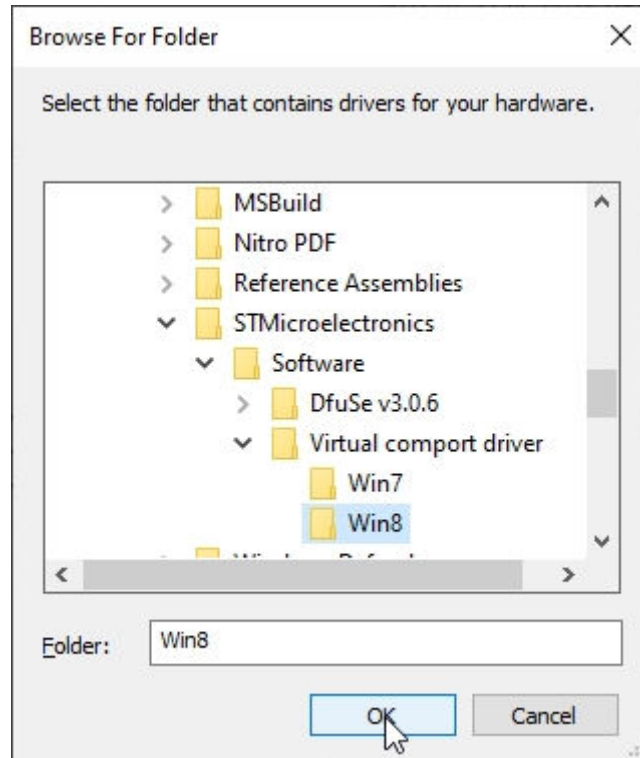 Browse For Folder
Select the folder that contains drivers for your hardware.
MSBuild
Nitro PDF
Reference Assemblies
STMicroelectronics
Software
DfuSe v3.0.6
Virtual comport driver
Win7
Win8
Folder: Win8
OK Cancel